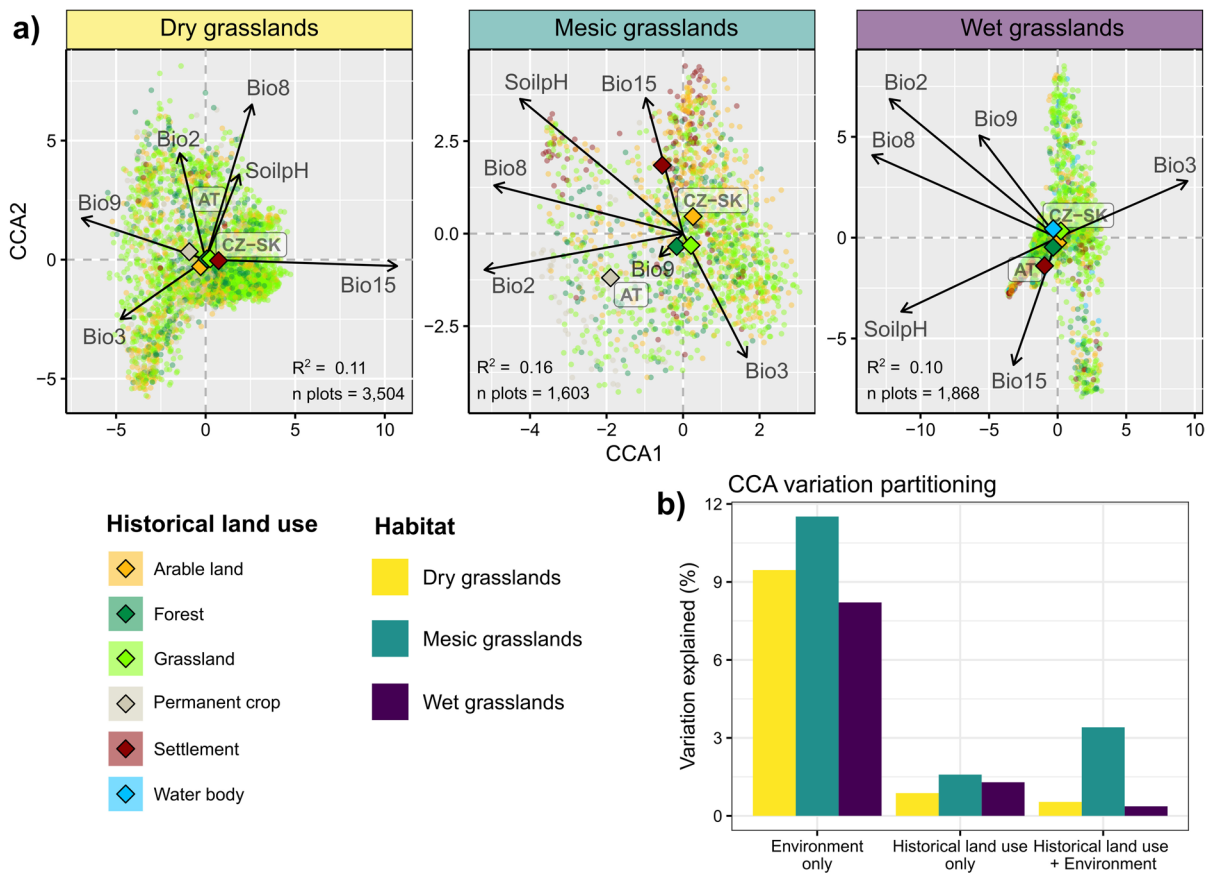 a)
Dry grasslands
Mesic grasslands
Wet grasslands
CCA2
5
0
−5
Bio8
Bio2
SoilpH
AT
Bio9
CZ−SK
Bio15
Bio3
R² = 0.11
n plots = 3,504
−5
0
5
10
2.5
0.0
−2.5
SoilpH
Bio15
Bio8
CZ−SK
Bio9
Bio2
AT
Bio3
R² = 0.16
n plots = 1,603
−4
−2
0
2
5
0
−5
Bio2
Bio9
Bio8
Bio3
CZ−SK
AT
SoilpH
Bio15
R² = 0.10
n plots = 1,868
−10
−5
0
5
10
CCA1
Historical land use
Arable land
Forest
Grassland
Permanent crop
Settlement
Water body
Habitat
Dry grasslands
Mesic grasslands
Wet grasslands
b)
CCA variation partitioning
Variation explained (%)
12
9
6
3
0
Environment
only
Historical land use
only
Historical land use
+ Environment